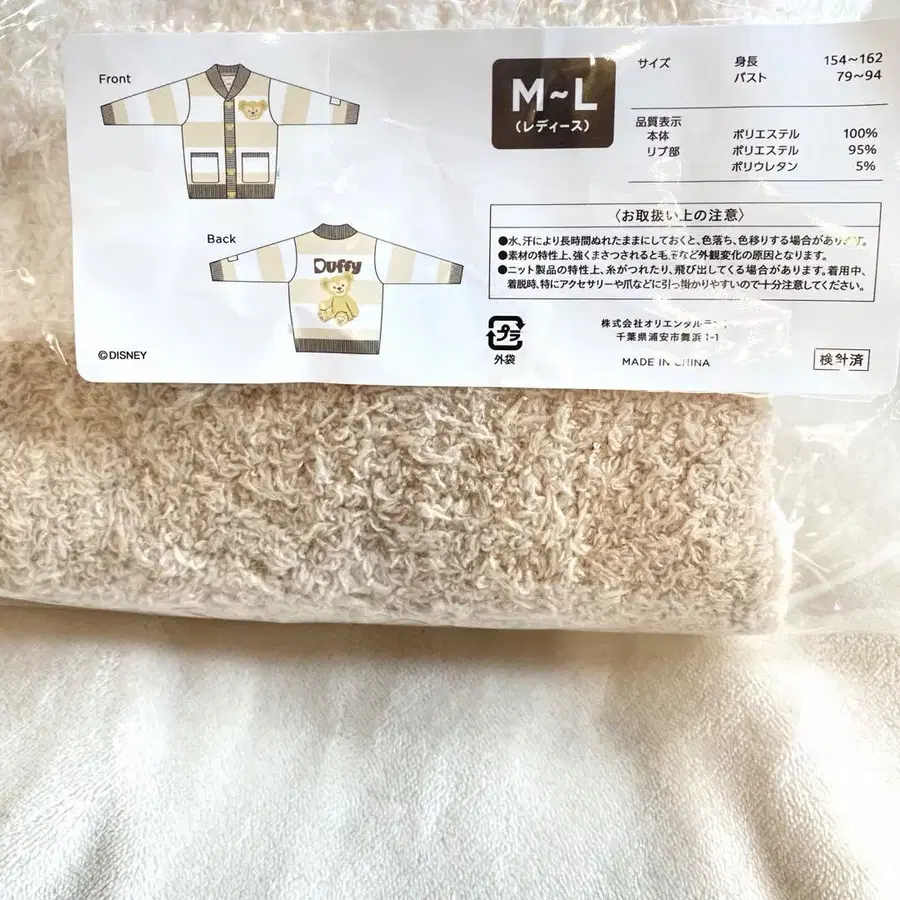 Front
Back
Duffy
©DISNEY
M~L
(レディース)
サイズ 身長 154~162
バスト 79~94
品質表示
本体 ポリエステル 100%
リブ部 ポリエステル 95%
ポリウレタン 5%
〈お取扱い上の注意〉
●水、汗により長時間ぬれたままにしておくと、色落ち、色移りする場合があります。
●素材の特性上、強くまさつされると毛玉など外観変化の原因となります。
●ニット製品の特性上、糸がつれたり、飛び出してくる場合があります。着用中、
着脱時、特にアクセサリーや爪などに引っ掛かりやすいので十分注意してください。
プラ
外袋
株式会社オリエンタルランド
千葉県浦安市舞浜1-1
MADE IN CHINA
検針済